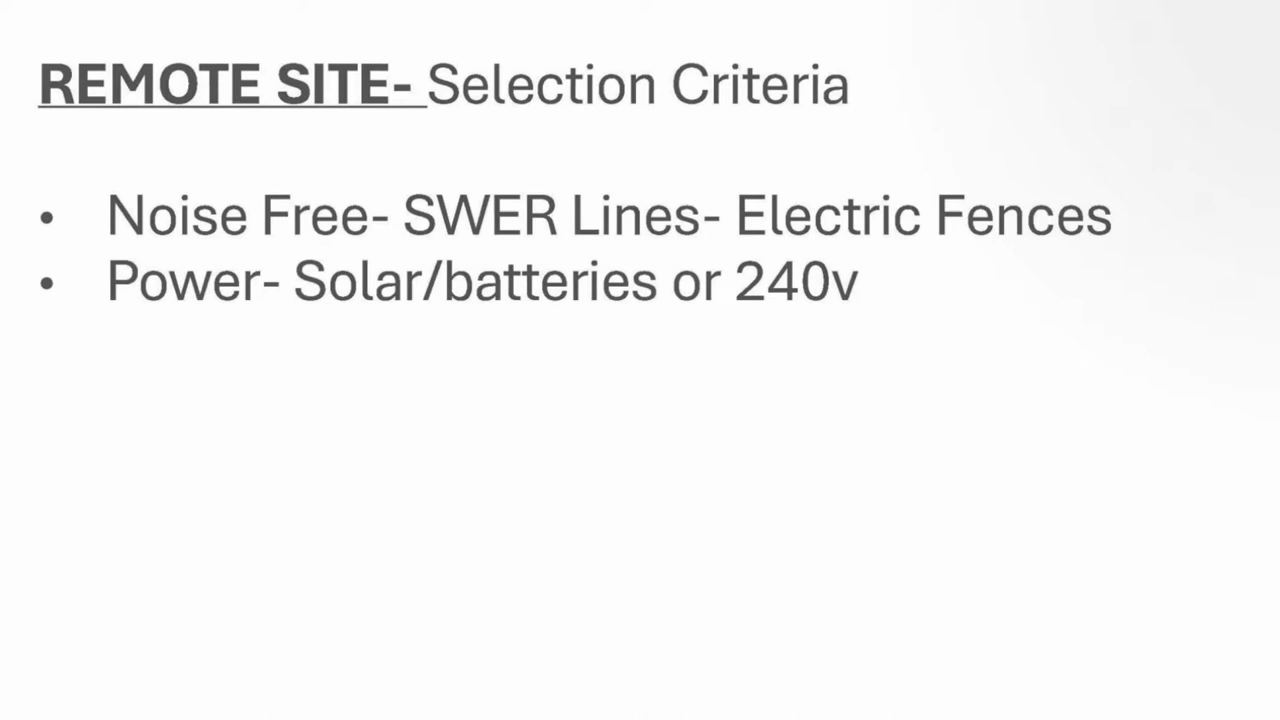 REMOTE SITE- Selection Criteria
• Noise Free- SWER Lines- Electric Fences
• Power- Solar/batteries or 240v